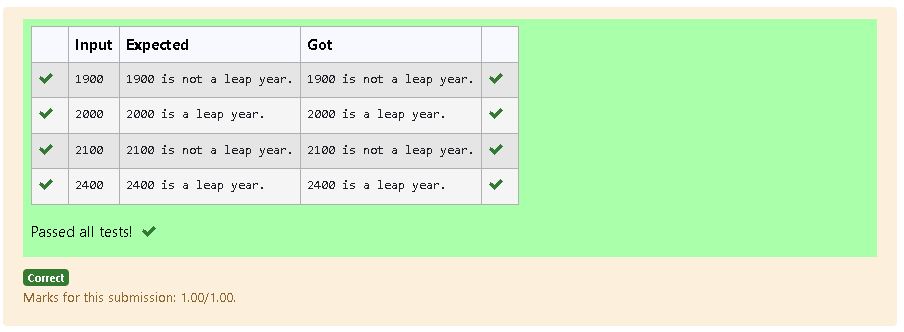 Input Expected Got
1900 1900 is not a leap year. 1900 is not a leap year.
2000 2000 is a leap year. 2000 is a leap year.
2100 2100 is not a leap year. 2100 is not a leap year.
2400 2400 is a leap year. 2400 is a leap year.
Passed all tests!
Correct
Marks for this submission: 1.00/1.00.